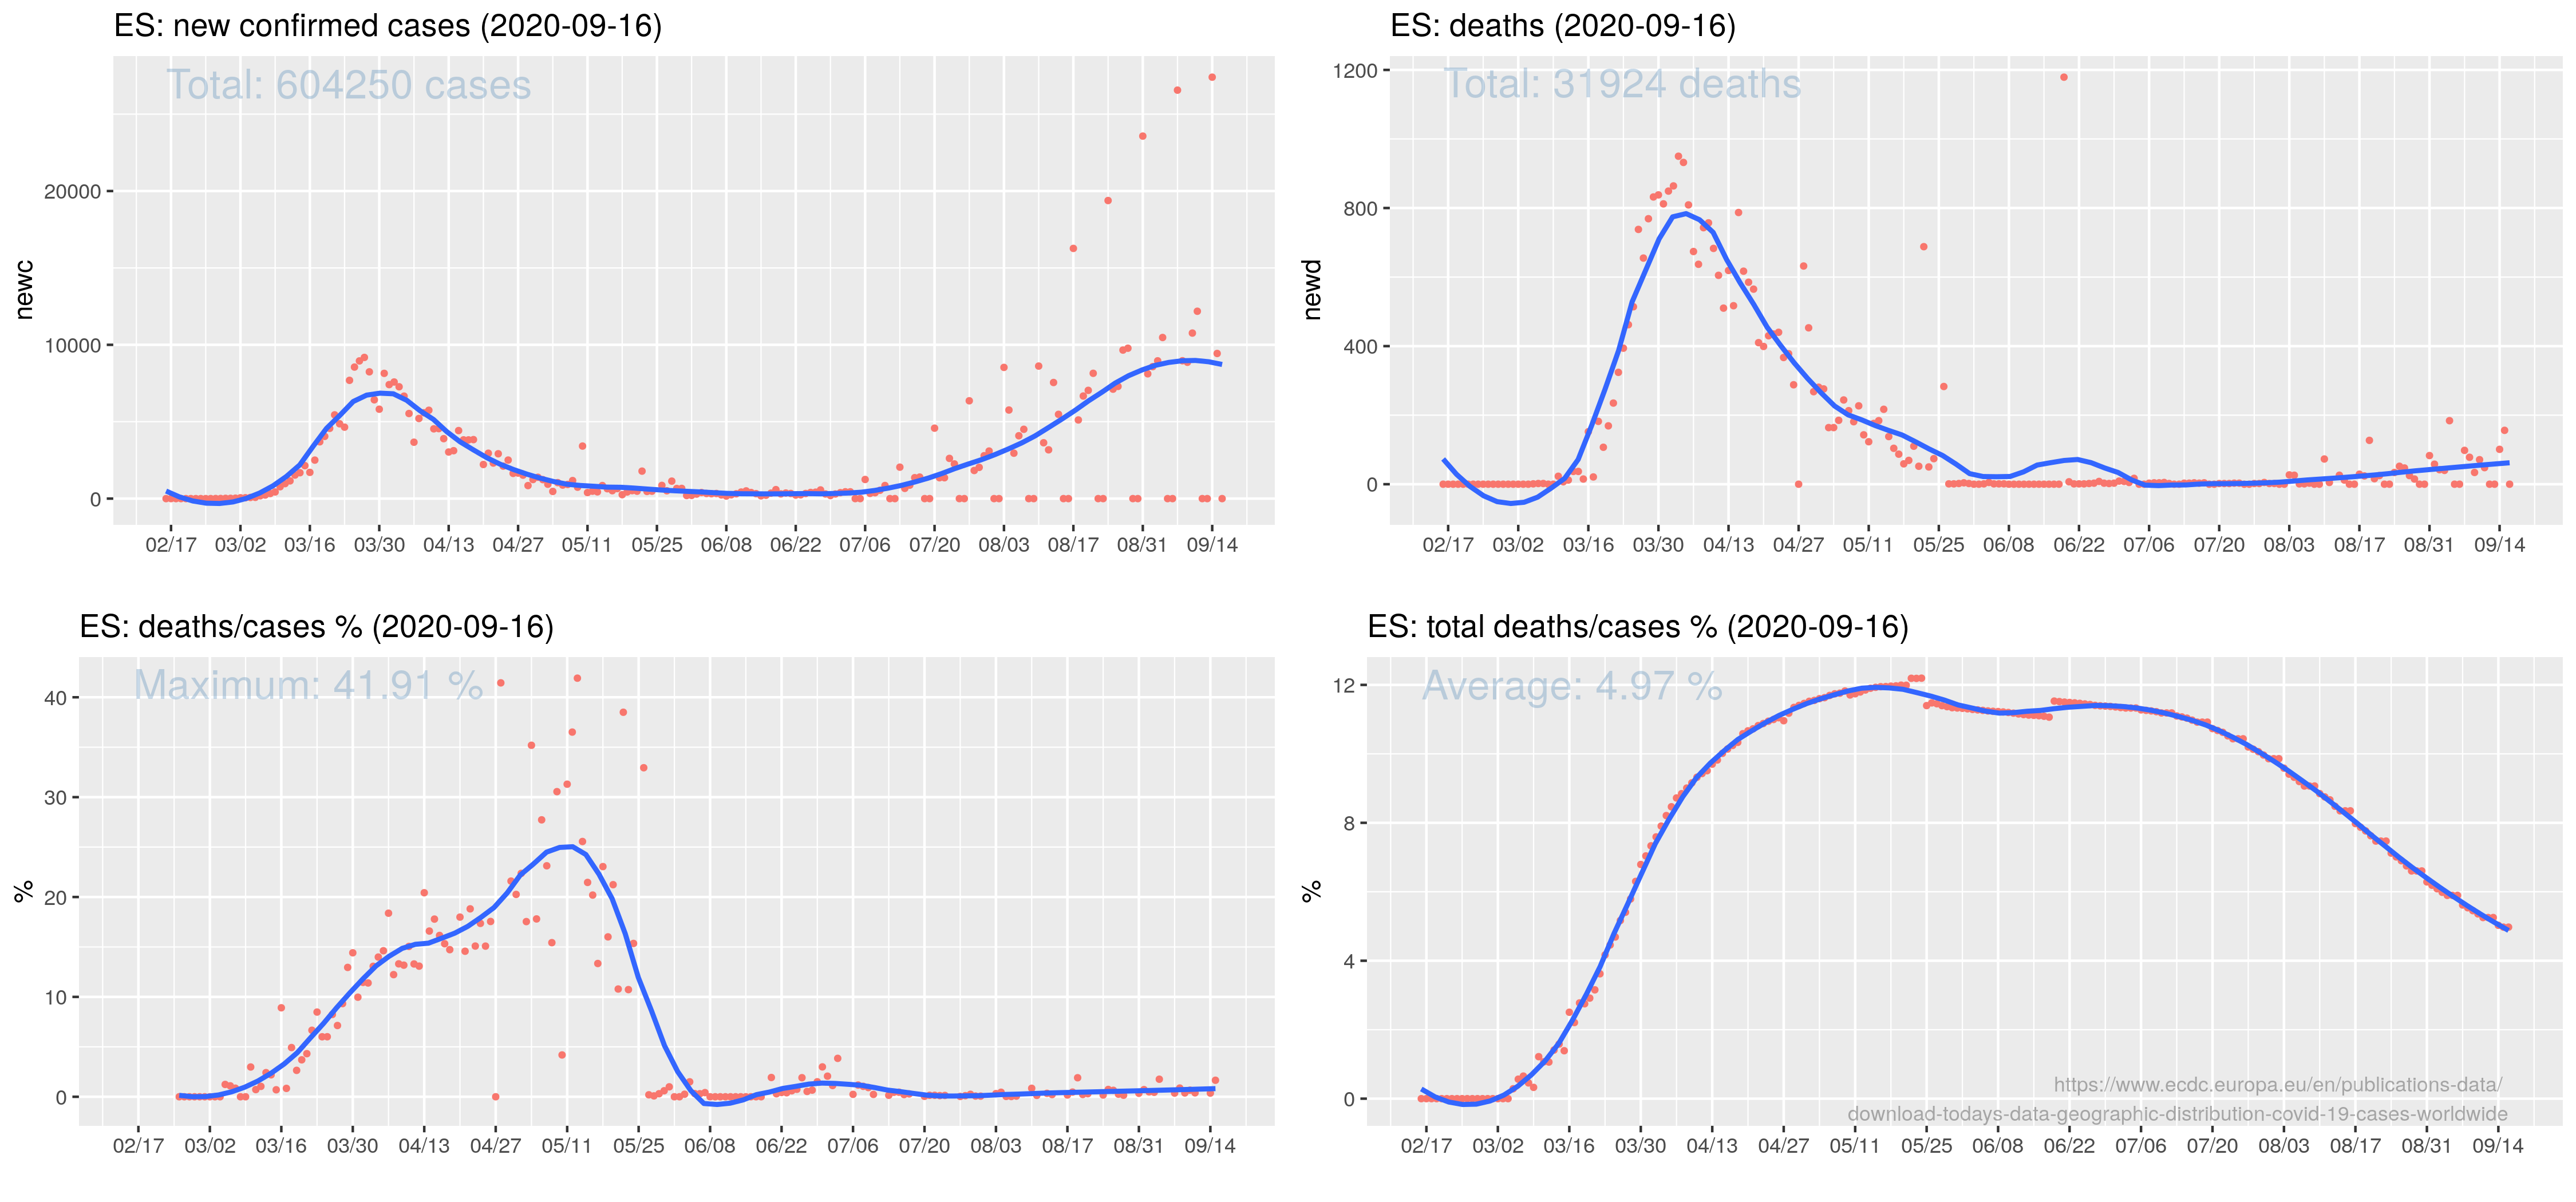 ES: new confirmed cases (2020-09-16)
Total: 604250 cases
newc
20000
10000
0
02/17 03/02 03/16 03/30 04/13 04/27 05/11 05/25 06/08 06/22 07/06 07/20 08/03 08/17 08/31 09/14
ES: deaths (2020-09-16)
Total: 31924 deaths
newd
1200
800
400
0
02/17 03/02 03/16 03/30 04/13 04/27 05/11 05/25 06/08 06/22 07/06 07/20 08/03 08/17 08/31 09/14
ES: deaths/cases % (2020-09-16)
Maximum: 41.91 %
%
40
30
20
10
0
02/17 03/02 03/16 03/30 04/13 04/27 05/11 05/25 06/08 06/22 07/06 07/20 08/03 08/17 08/31 09/14
ES: total deaths/cases % (2020-09-16)
Average: 4.97 %
%
12
8
4
0
https://www.ecdc.europa.eu/en/publications-data/
download-todays-data-geographic-distribution-covid-19-cases-worldwide
02/17 03/02 03/16 03/30 04/13 04/27 05/11 05/25 06/08 06/22 07/06 07/20 08/03 08/17 08/31 09/14